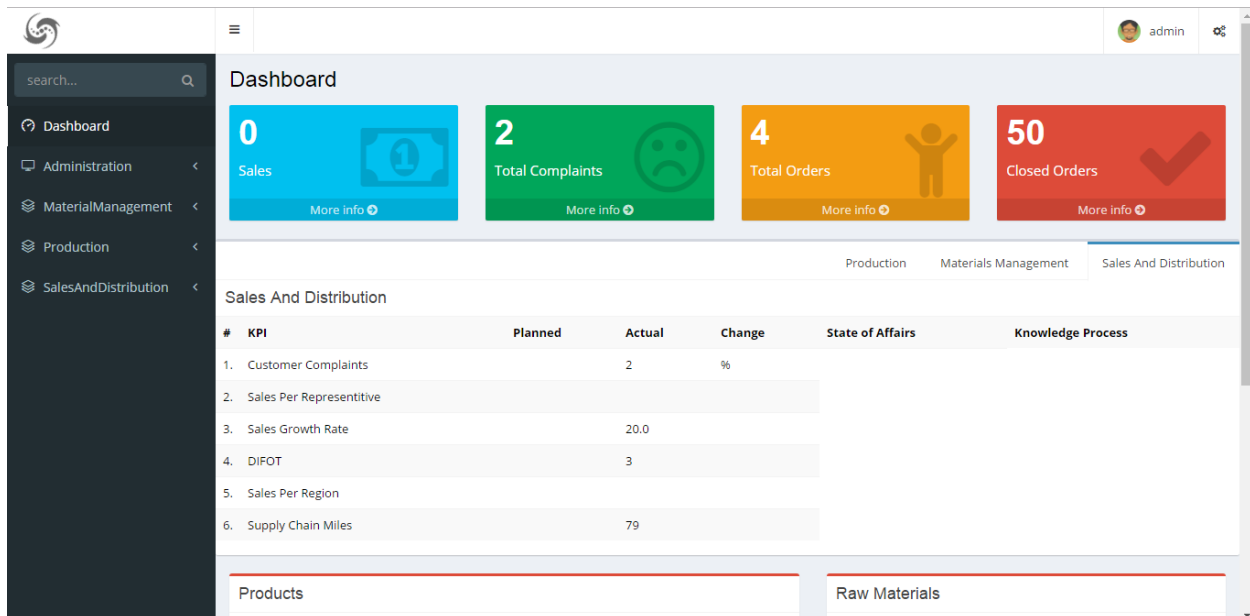 admin
search...
Dashboard
Administration
MaterialManagement
Production
SalesAndDistribution
Dashboard
0
Sales
1
More info
2
Total Complaints
More info
4
Total Orders
More info
50
Closed Orders
More info
Production Materials Management Sales And Distribution
Sales And Distribution
# KPI Planned Actual Change State of Affairs Knowledge Process
1. Customer Complaints 2 %
2. Sales Per Representitive
3. Sales Growth Rate 20.0
4. DIFOT 3
5. Sales Per Region
6. Supply Chain Miles 79
Products Raw Materials